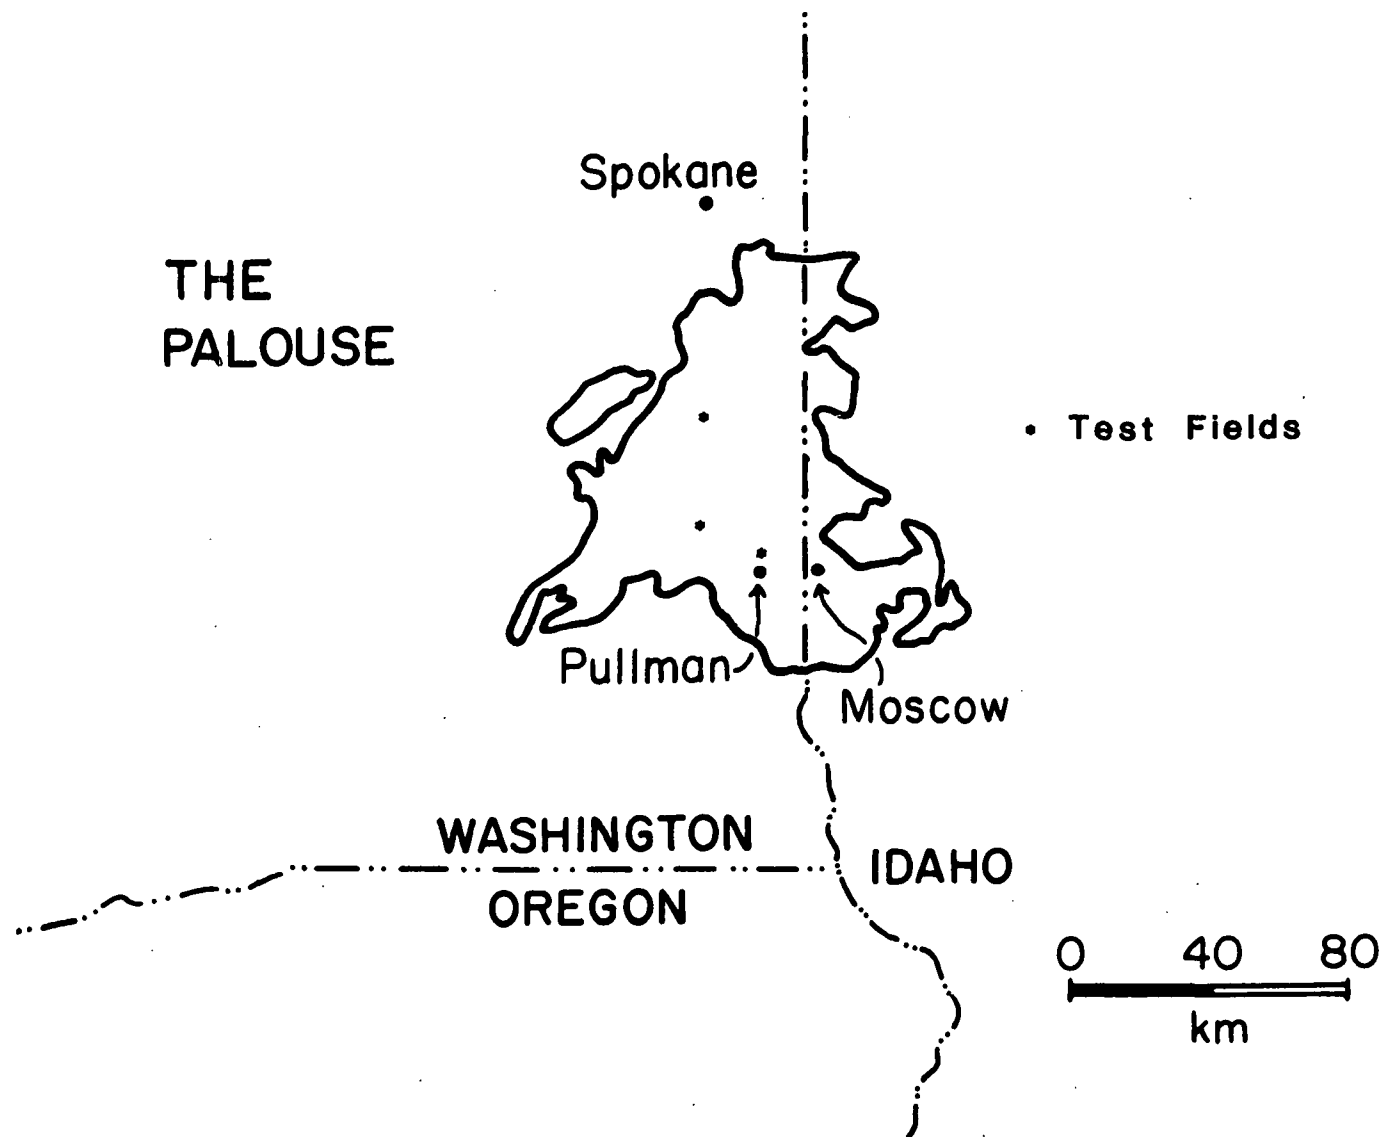 Spokane
THE
PALOUSE
* Test Fields
Pullman
Moscow
WASHINGTON
IDAHO
OREGON
0 40 80
km